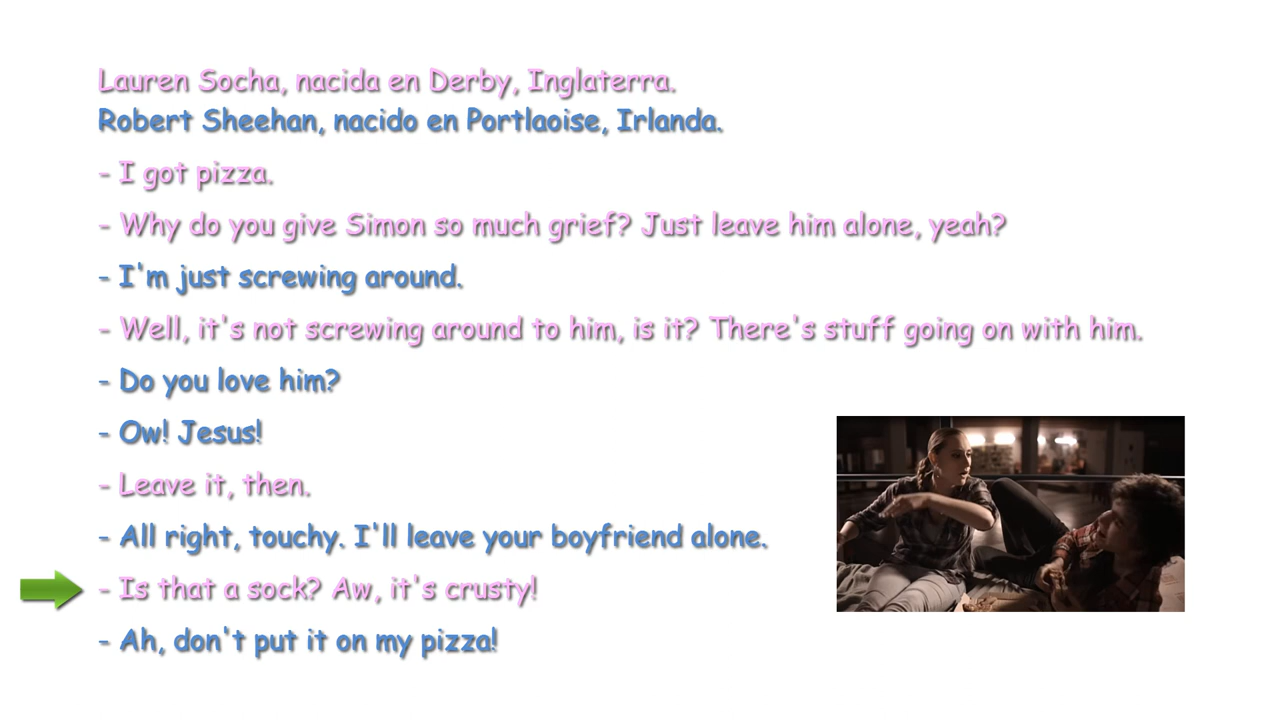 Lauren Socha, nacida en Derby, Inglaterra.
Robert Sheehan, nacido en Portlaoise, Irlanda.
- I got pizza.
- Why do you give Simon so much grief? Just leave him alone, yeah?
- I'm just screwing around.
- Well, it's not screwing around to him, is it? There's stuff going on with him.
- Do you love him?
- Ow! Jesus!
- Leave it, then.
- All right, touchy. I'll leave your boyfriend alone.
- Is that a sock? Aw, it's crusty!
- Ah, don't put it on my pizza!